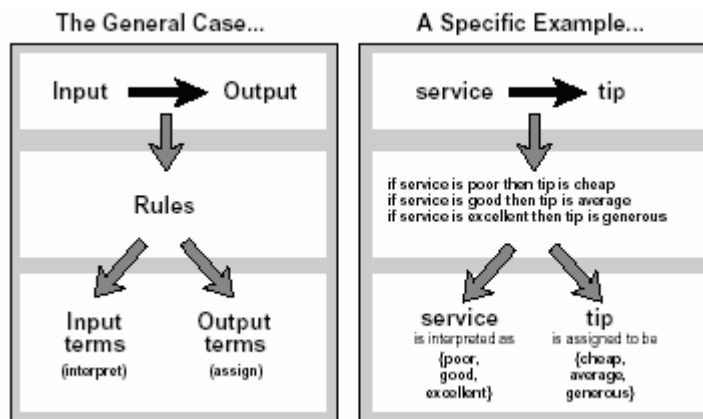 The General Case...
Input Output
Rules
Input terms
(interpret)
Output terms
(assign)
A Specific Example...
service tip
if service is poor then tip is cheap
if service is good then tip is average
if service is excellent then tip is generous
service
is interpreted as
{poor,
good,
excellent}
tip
is assigned to be
{cheap,
average,
generous}